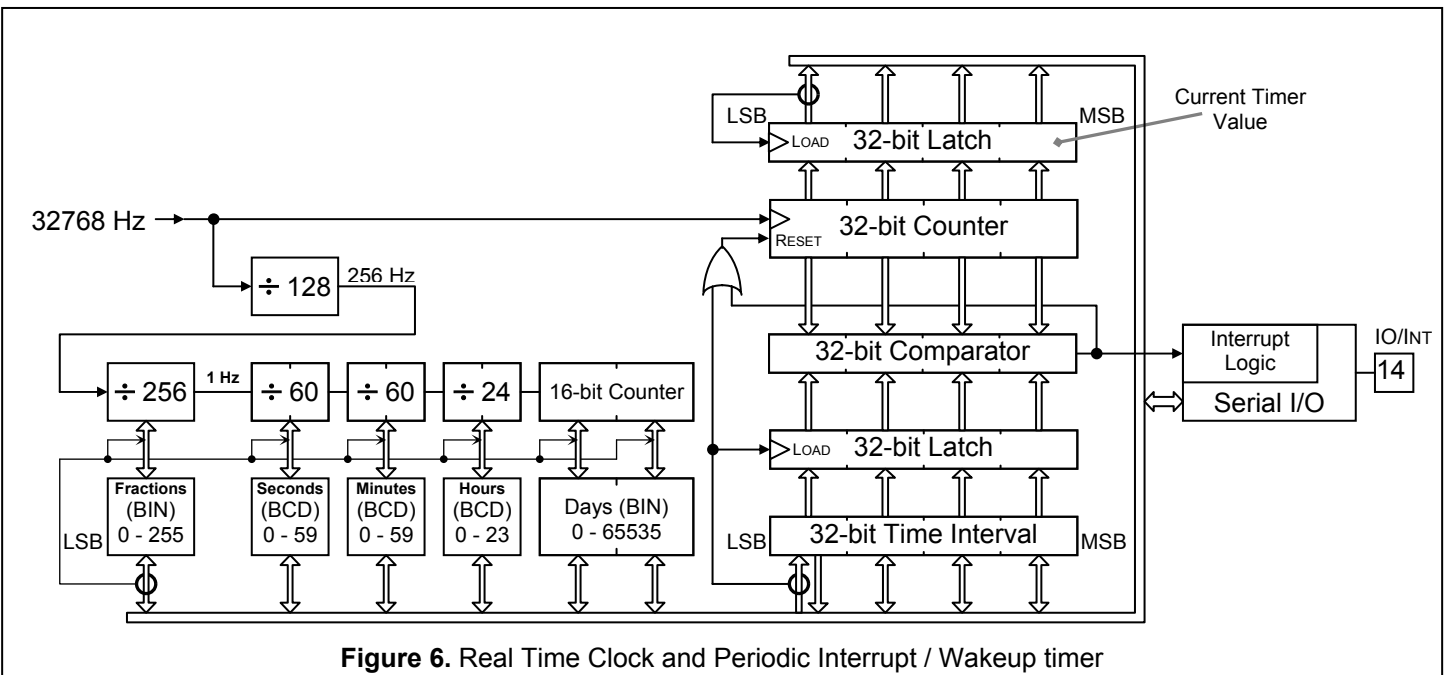 Current Timer
Value
LSB
MSB
LOAD 32-bit Latch
32768 Hz
32-bit Counter
RESET
÷ 128
256 Hz
32-bit Comparator
Interrupt
Logic
IO/INT
14
Serial I/O
÷ 256
1 Hz
÷ 60
÷ 60
÷ 24
16-bit Counter
LOAD 32-bit Latch
Fractions
(BIN)
0 - 255
LSB
Seconds
(BCD)
0 - 59
Minutes
(BCD)
0 - 59
Hours
(BCD)
0 - 23
Days (BIN)
0 - 65535
LSB
32-bit Time Interval
MSB
Figure 6. Real Time Clock and Periodic Interrupt / Wakeup timer